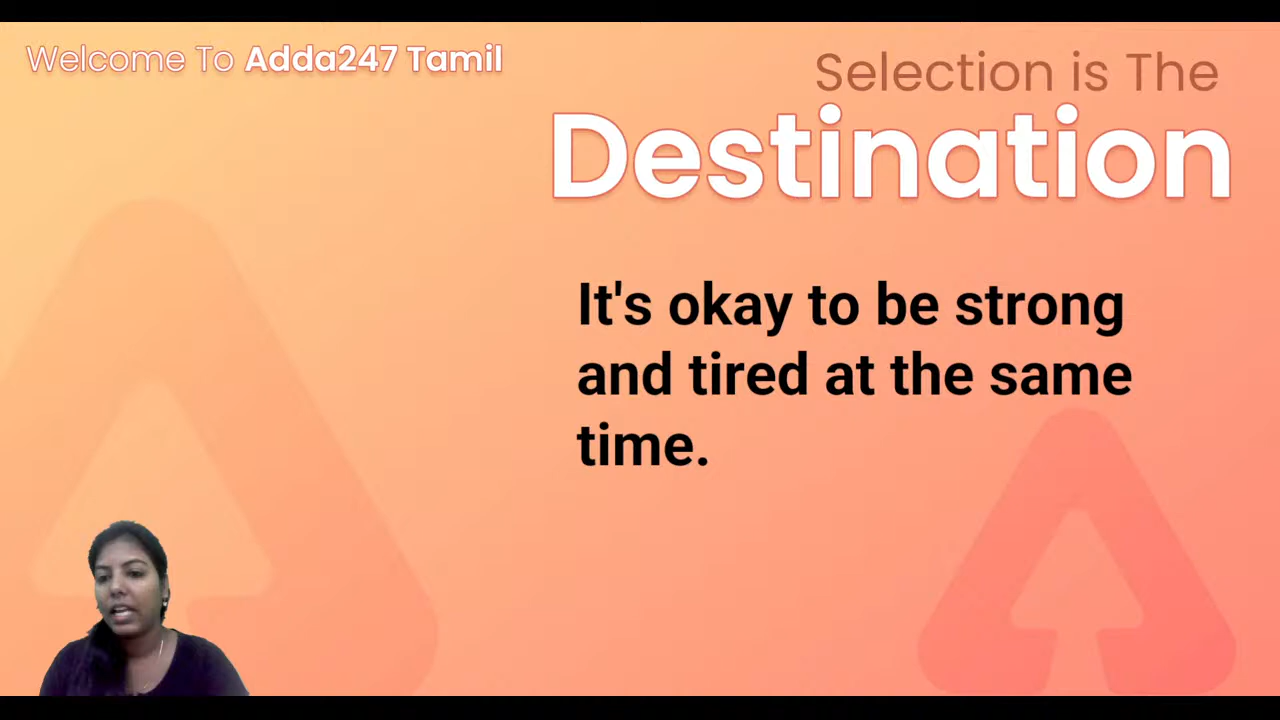 Welcome To Adda247 Tamil
Selection is The
Destination
It's okay to be strong
and tired at the same
time.